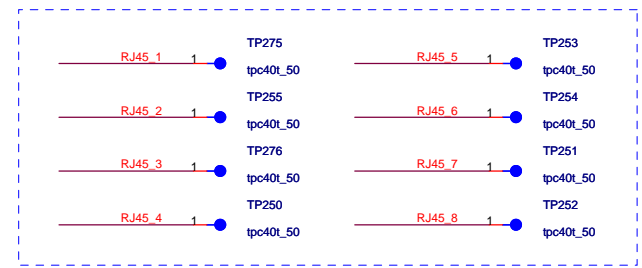 TP275
RJ45_1 1
tpc40t_50
TP255
RJ45_2 1
tpc40t_50
TP276
RJ45_3 1
tpc40t_50
TP250
RJ45_4 1
tpc40t_50
TP253
RJ45_5 1
tpc40t_50
TP254
RJ45_6 1
tpc40t_50
TP251
RJ45_7 1
tpc40t_50
TP252
RJ45_8 1
tpc40t_50